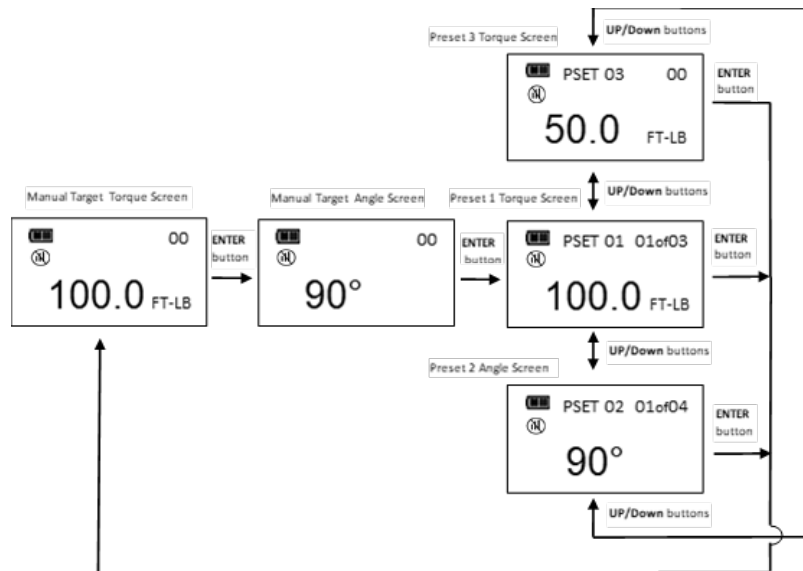 Preset 3 Torque Screen
UP/Down buttons
PSET 03 00
50.0 FT-LB
ENTER
button
UP/Down buttons
Manual Target Torque Screen
00
100.0 FT-LB
ENTER
button
Manual Target Angle Screen
00
90°
ENTER
button
Preset 1 Torque Screen
PSET 01 01of03
100.0 FT-LB
ENTER
button
UP/Down buttons
Preset 2 Angle Screen
PSET 02 01of04
90°
ENTER
button
UP/Down buttons